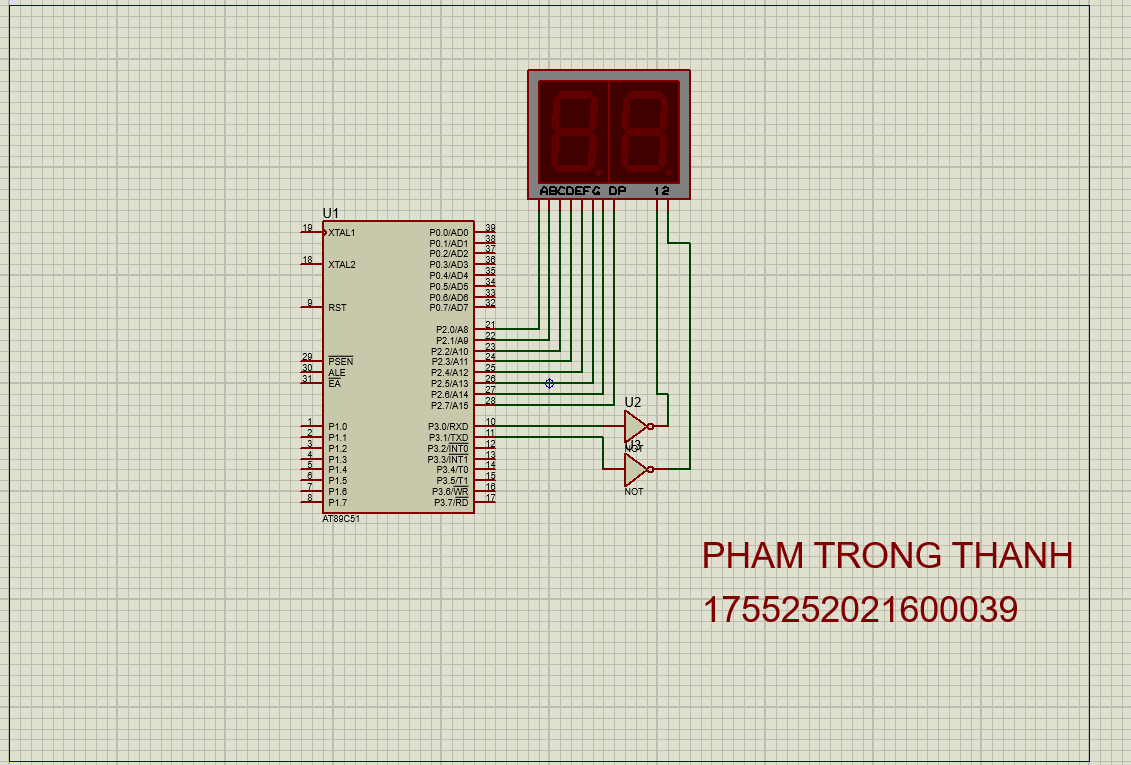 ABCDEFG DP 12
U1
19 XTAL1 P0.0/AD0 39
P0.1/AD1 38
P0.2/AD2 37
18 XTAL2 P0.3/AD3 36
P0.4/AD4 35
P0.5/AD5 34
P0.6/AD6 33
9 RST P0.7/AD7 32
P2.0/A8 21
P2.1/A9 22
P2.2/A10 23
29 PSEN P2.3/A11 24
30 ALE P2.4/A12 25
31 EA P2.5/A13 26
P2.6/A14 27
P2.7/A15 28
U2
1 P1.0 P3.0/RXD 10
2 P1.1 P3.1/TXD 11
3 P1.2 P3.2/INT0 12
U3
NOT
4 P1.3 P3.3/INT1 13
5 P1.4 P3.4/T0 14
6 P1.5 P3.5/T1 15
7 P1.6 P3.6/WR 16
NOT
8 P1.7 P3.7/RD 17
AT89C51
PHAM TRONG THANH
1755252021600039